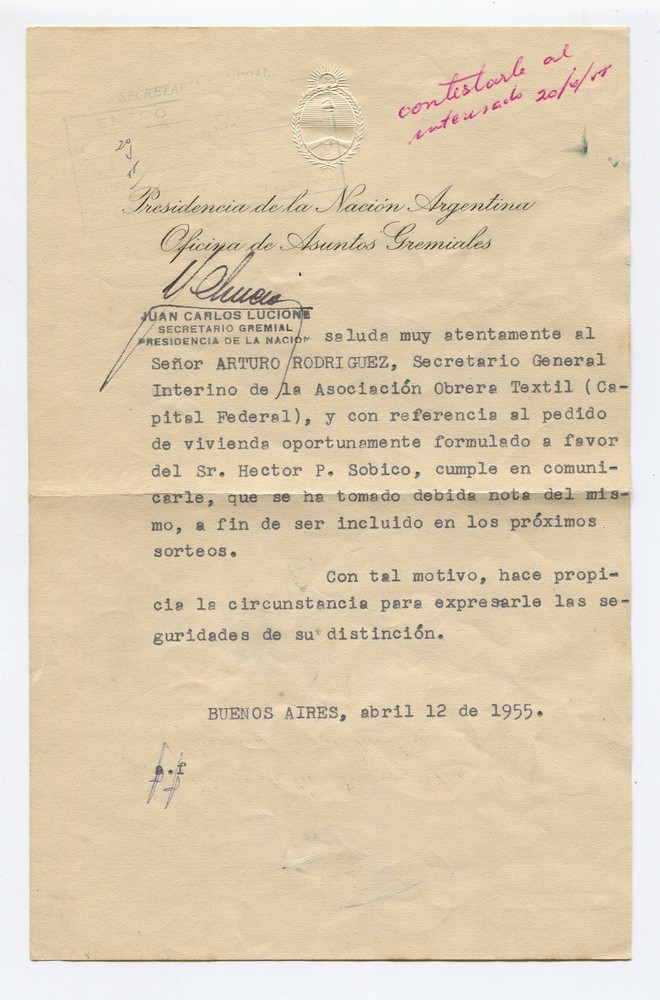 SECRETAR
contestarle al
interesado 20/4/55
20
Presidencia de la Nación Argentina
Oficina de Asuntos Gremiales
JUAN CARLOS LUCIONE
SECRETARIO GREMIAL
PRESIDENCIA DE LA NACION
saluda muy atentamente al
Señor ARTURO RODRIGUEZ, Secretario General
Interino de la Asociación Obrera Textil (Ca-
pital Federal), y con referencia al pedido
de vivienda oportunamente formulado a favor
del Sr. Hector P. Sobico, cumple en comuni-
carle, que se ha tomado debida nota del mis-
mo, a fin de ser incluido en los próximos
sorteos.
Con tal motivo, hace propi-
cia la circunstancia para expresarle las se-
guridades de su distinción.
BUENOS AIRES, abril 12 de 1955.
a.f